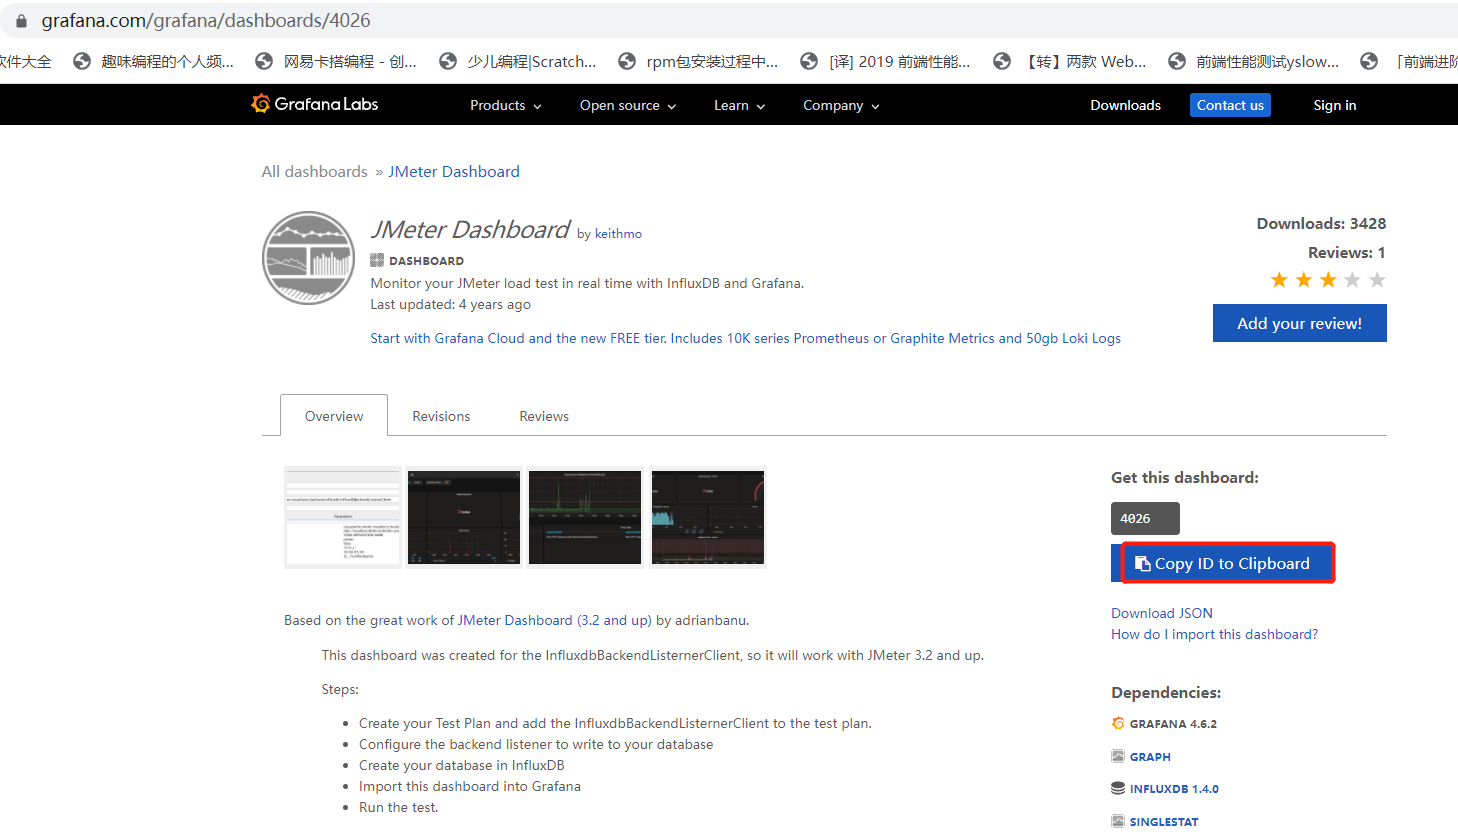 grafana.com/grafana/dashboards/4026
件大全 趣味编程的个人频... 网易卡搭编程 - 创... 少儿编程|Scratch... rpm包安装过程中... [译] 2019 前端性能... 【转】两款 Web... 前端性能测试yslow... 「前端进阶
Grafana Labs Products Open source Learn Company Downloads Contact us Sign in
All dashboards » JMeter Dashboard
JMeter Dashboard by keithmo
DASHBOARD
Monitor your JMeter load test in real time with InfluxDB and Grafana.
Last updated: 4 years ago
Start with Grafana Cloud and the new FREE tier. Includes 10K series Prometheus or Graphite Metrics and 50gb Loki Logs
Downloads: 3428
Reviews: 1
Add your review!
Overview Revisions Reviews
Based on the great work of JMeter Dashboard (3.2 and up) by adrianbanu.
This dashboard was created for the InfluxdbBackendListernerClient, so it will work with JMeter 3.2 and up.
Steps:
• Create your Test Plan and add the InfluxdbBackendListernerClient to the test plan.
• Configure the backend listener to write to your database
• Create your database in InfluxDB
• Import this dashboard into Grafana
• Run the test.
Get this dashboard:
4026
Copy ID to Clipboard
Download JSON
How do I import this dashboard?
Dependencies:
GRAFANA 4.6.2
GRAPH
INFLUXDB 1.4.0
SINGLESTAT